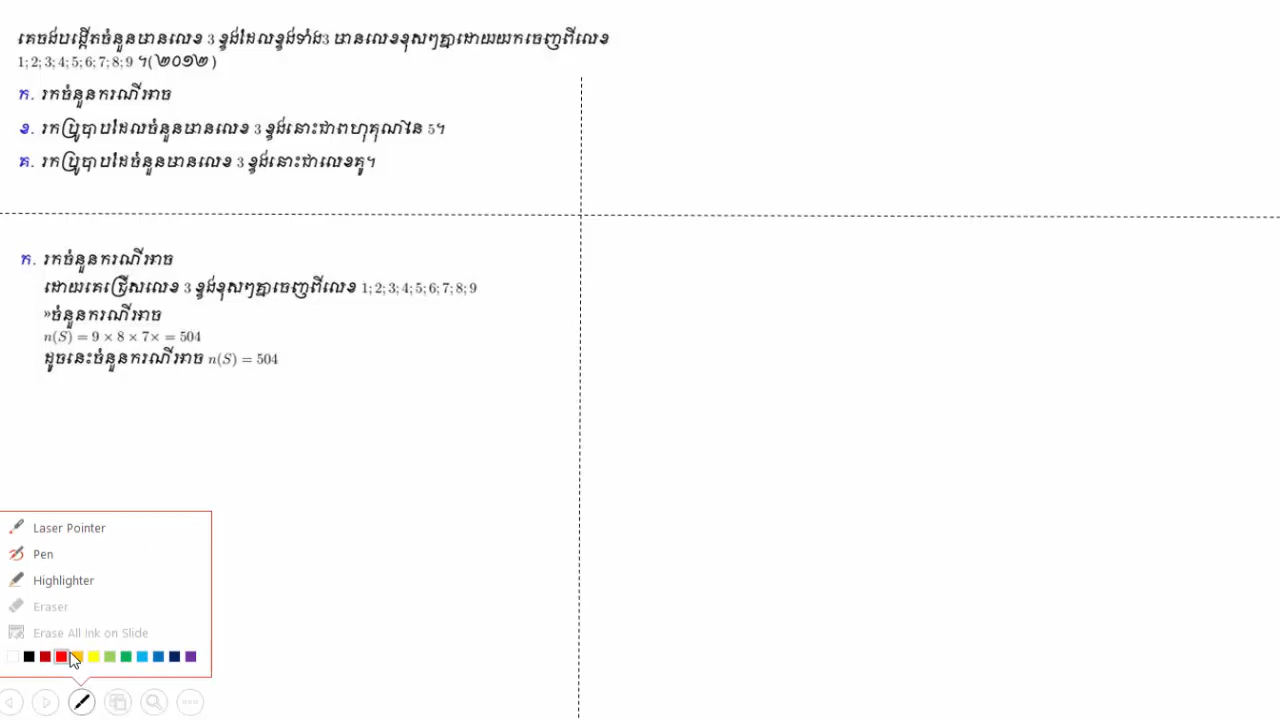 គេចង់បង្កើតចំនួនមានលេខ 3 ខ្ទង់ដែលខ្ទង់ទាំង3 មានលេខខុសៗគ្នាដោយយកចេញពីលេខ
1; 2; 3; 4; 5; 6; 7; 8; 9 ។(២០១២ )
ក. រកចំនួនករណីអាច
ខ. រកប្រូបាបដែលចំនួនមានលេខ 3 ខ្ទង់នោះជាពហុគុណនៃ 5។
គ. រកប្រូបាបដែចំនួនមានលេខ 3 ខ្ទង់នោះជាលេខគូ។
ក. រកចំនួនករណីអាច
ដោយគេជ្រើសលេខ 3 ខ្ទង់ខុសៗគ្នាចេញពីលេខ 1; 2; 3; 4; 5; 6; 7; 8; 9
»ចំនួនករណីអាច
n(S) = 9 × 8 × 7× = 504
ដូចនេះចំនួនករណីអាច n(S) = 504
Laser Pointer
Pen
Highlighter
Eraser
Erase All Ink on Slide